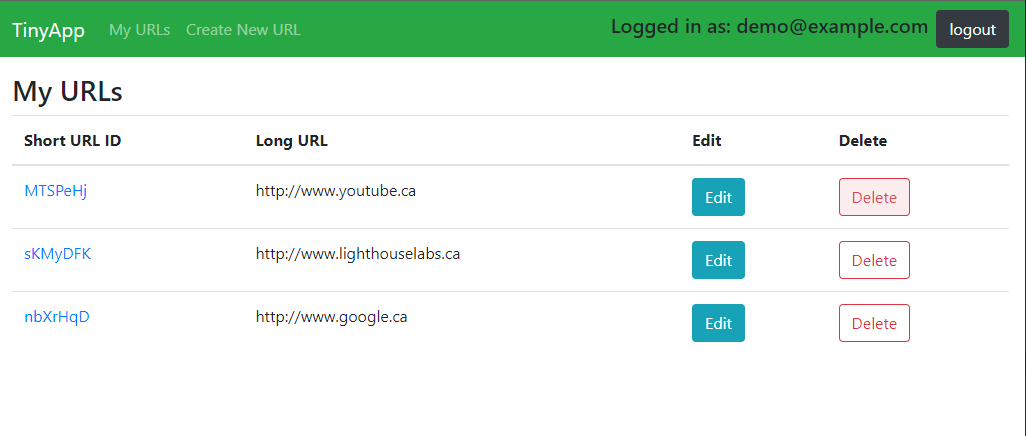 TinyApp My URLs Create New URL Logged in as: demo@example.com logout
My URLs
Short URL ID Long URL Edit Delete
MTSPeHj http://www.youtube.ca Edit Delete
sKMyDFK http://www.lighthouselabs.ca Edit Delete
nbXrHqD http://www.google.ca Edit Delete